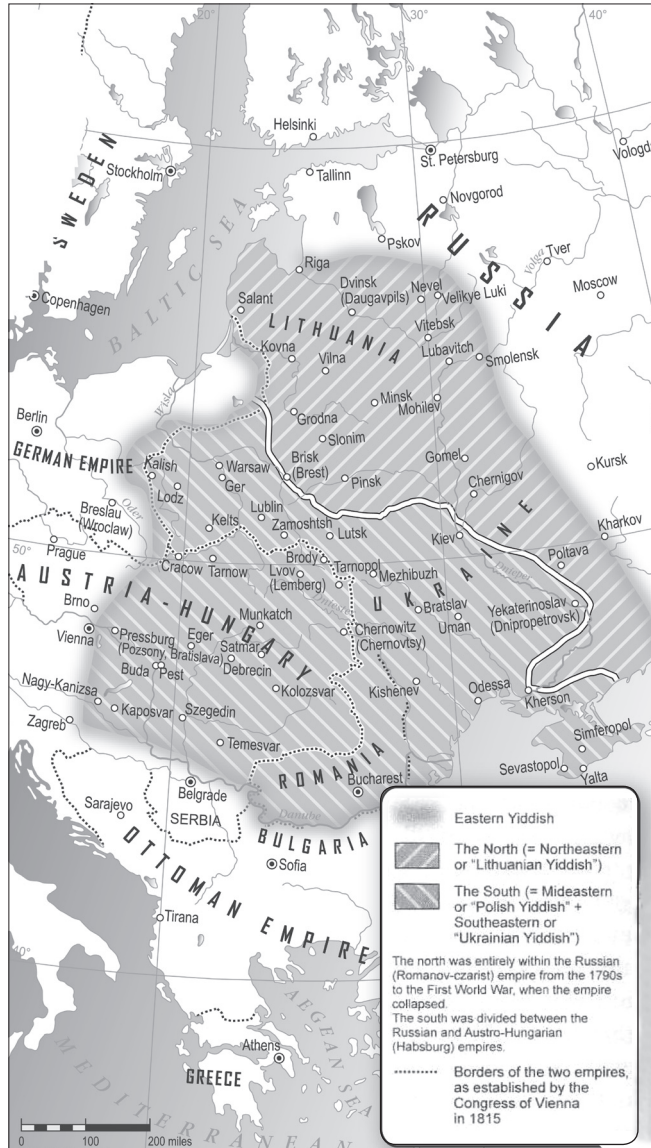 20°
30°
40°
Helsinki
St. Petersburg
Vologda
Stockholm
Tallinn
SWEDEN
Novgorod
RUSSIA
Pskov
Volga
Tver
BALTIC SEA
Riga
Dvinsk
(Daugavpils)
Nevel
Velikye Luki
Moscow
Copenhagen
Salant
LITHUANIA
Vitebsk
Kovna
Vilna
Lubavitch
Smolensk
Wisla
Minsk
Mohilev
Berlin
Grodna
Slonim
GERMAN EMPIRE
Kalish
Warsaw
Ger
Brisk
(Brest)
Pinsk
Gomel
Kursk
Lodz
Chernigov
Oder
Breslau
(Wroclaw)
Lublin
Kelts
Zamoshtsh
Lutsk
Kiev
UKRAINE
Kharkov
50°
Prague
Cracow
Tarnow
Brody
Lvov
(Lemberg)
Tarnopol
Mezhibuzh
Dnieper
Poltava
AUSTRIA-HUNGARY
Dniester
Brno
Munkatch
Bratslav
Uman
Yekaterinoslav
(Dnipropetrovsk)
Vienna
Pressburg
(Pozsony, Bratislava)
Eger
Satmar
Chernowitz
(Chernovtsy)
Buda
Pest
Debrecin
Nagy-Kanizsa
Kolozsvar
Kishenev
Odessa
Kherson
Kaposvar
Szegedin
Zagreb
Temesvar
Simferopol
ROMANIA
Sevastopol
Yalta
Bucharest
Belgrade
Sarajevo
SERBIA
Danube
BULGARIA
Sofia
OTTOMAN EMPIRE
Tirana
40°
AEGEAN SEA
Athens
GREECE
MEDITERRANEAN
0 100 200 miles
Eastern Yiddish
The North (= Northeastern
or “Lithuanian Yiddish”)
The South (= Mideastern
or “Polish Yiddish” +
Southeastern or
“Ukrainian Yiddish”)
The north was entirely within the Russian
(Romanov-czarist) empire from the 1790s
to the First World War, when the empire
collapsed.
The south was divided between the
Russian and Austro-Hungarian
(Habsburg) empires.
Borders of the two empires,
as established by the
Congress of Vienna
in 1815